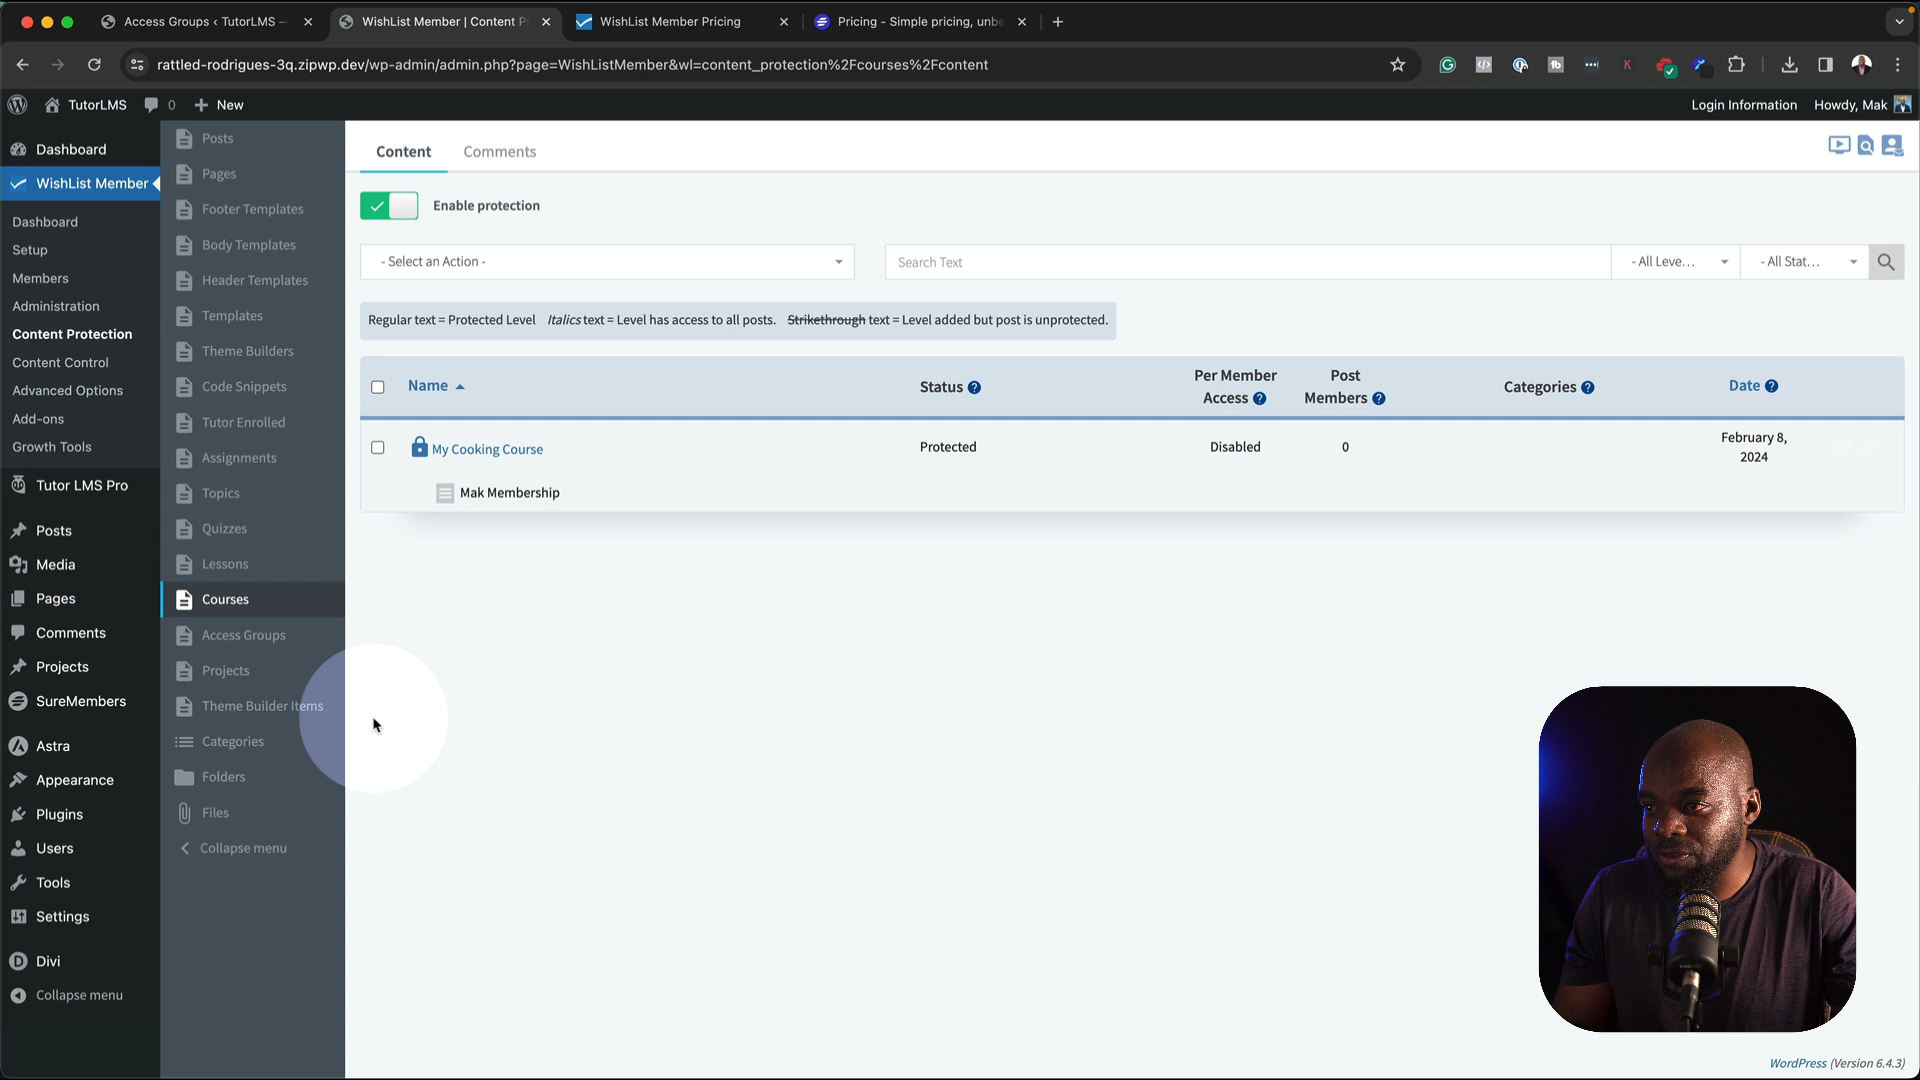 Access Groups ‹ TutorLMS —
WishList Member | Content P
WishList Member Pricing
Pricing - Simple pricing, unbe
rattled-rodrigues-3q.zipwp.dev/wp-admin/admin.php?page=WishListMember&wl=content_protection%2Fcourses%2Fcontent
TutorLMS
0
New
Login Information
Howdy, Mak
Dashboard
WishList Member
Dashboard
Setup
Members
Administration
Content Protection
Content Control
Advanced Options
Add-ons
Growth Tools
Tutor LMS Pro
Posts
Media
Pages
Comments
Projects
SureMembers
Astra
Appearance
Plugins
Users
Tools
Settings
Divi
Collapse menu
Posts
Pages
Footer Templates
Body Templates
Header Templates
Templates
Theme Builders
Code Snippets
Tutor Enrolled
Assignments
Topics
Quizzes
Lessons
Courses
Access Groups
Projects
Theme Builder Items
Categories
Folders
Files
Collapse menu
Content
Comments
Enable protection
- Select an Action -
Search Text
- All Leve...
- All Stat...
Regular text = Protected Level Italics text = Level has access to all posts. Strikethrough text = Level added but post is unprotected.
Name
Status
Per Member
Access
Post
Members
Categories
Date
My Cooking Course
Protected
Disabled
0
February 8,
2024
Mak Membership
WordPress (Version 6.4.3)